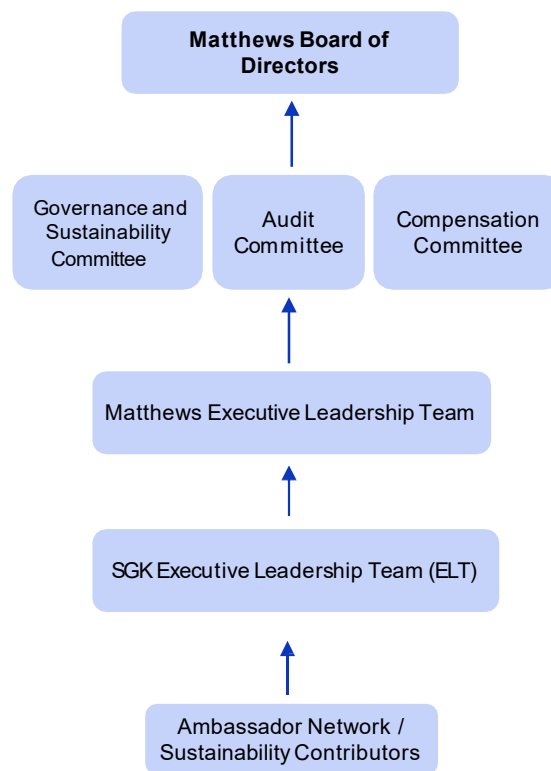 Matthews Board of
Directors
Governance and
Sustainability
Committee
Audit
Committee
Compensation
Committee
Matthews Executive Leadership Team
SGK Executive Leadership Team (ELT)
Ambassador Network /
Sustainability Contributors